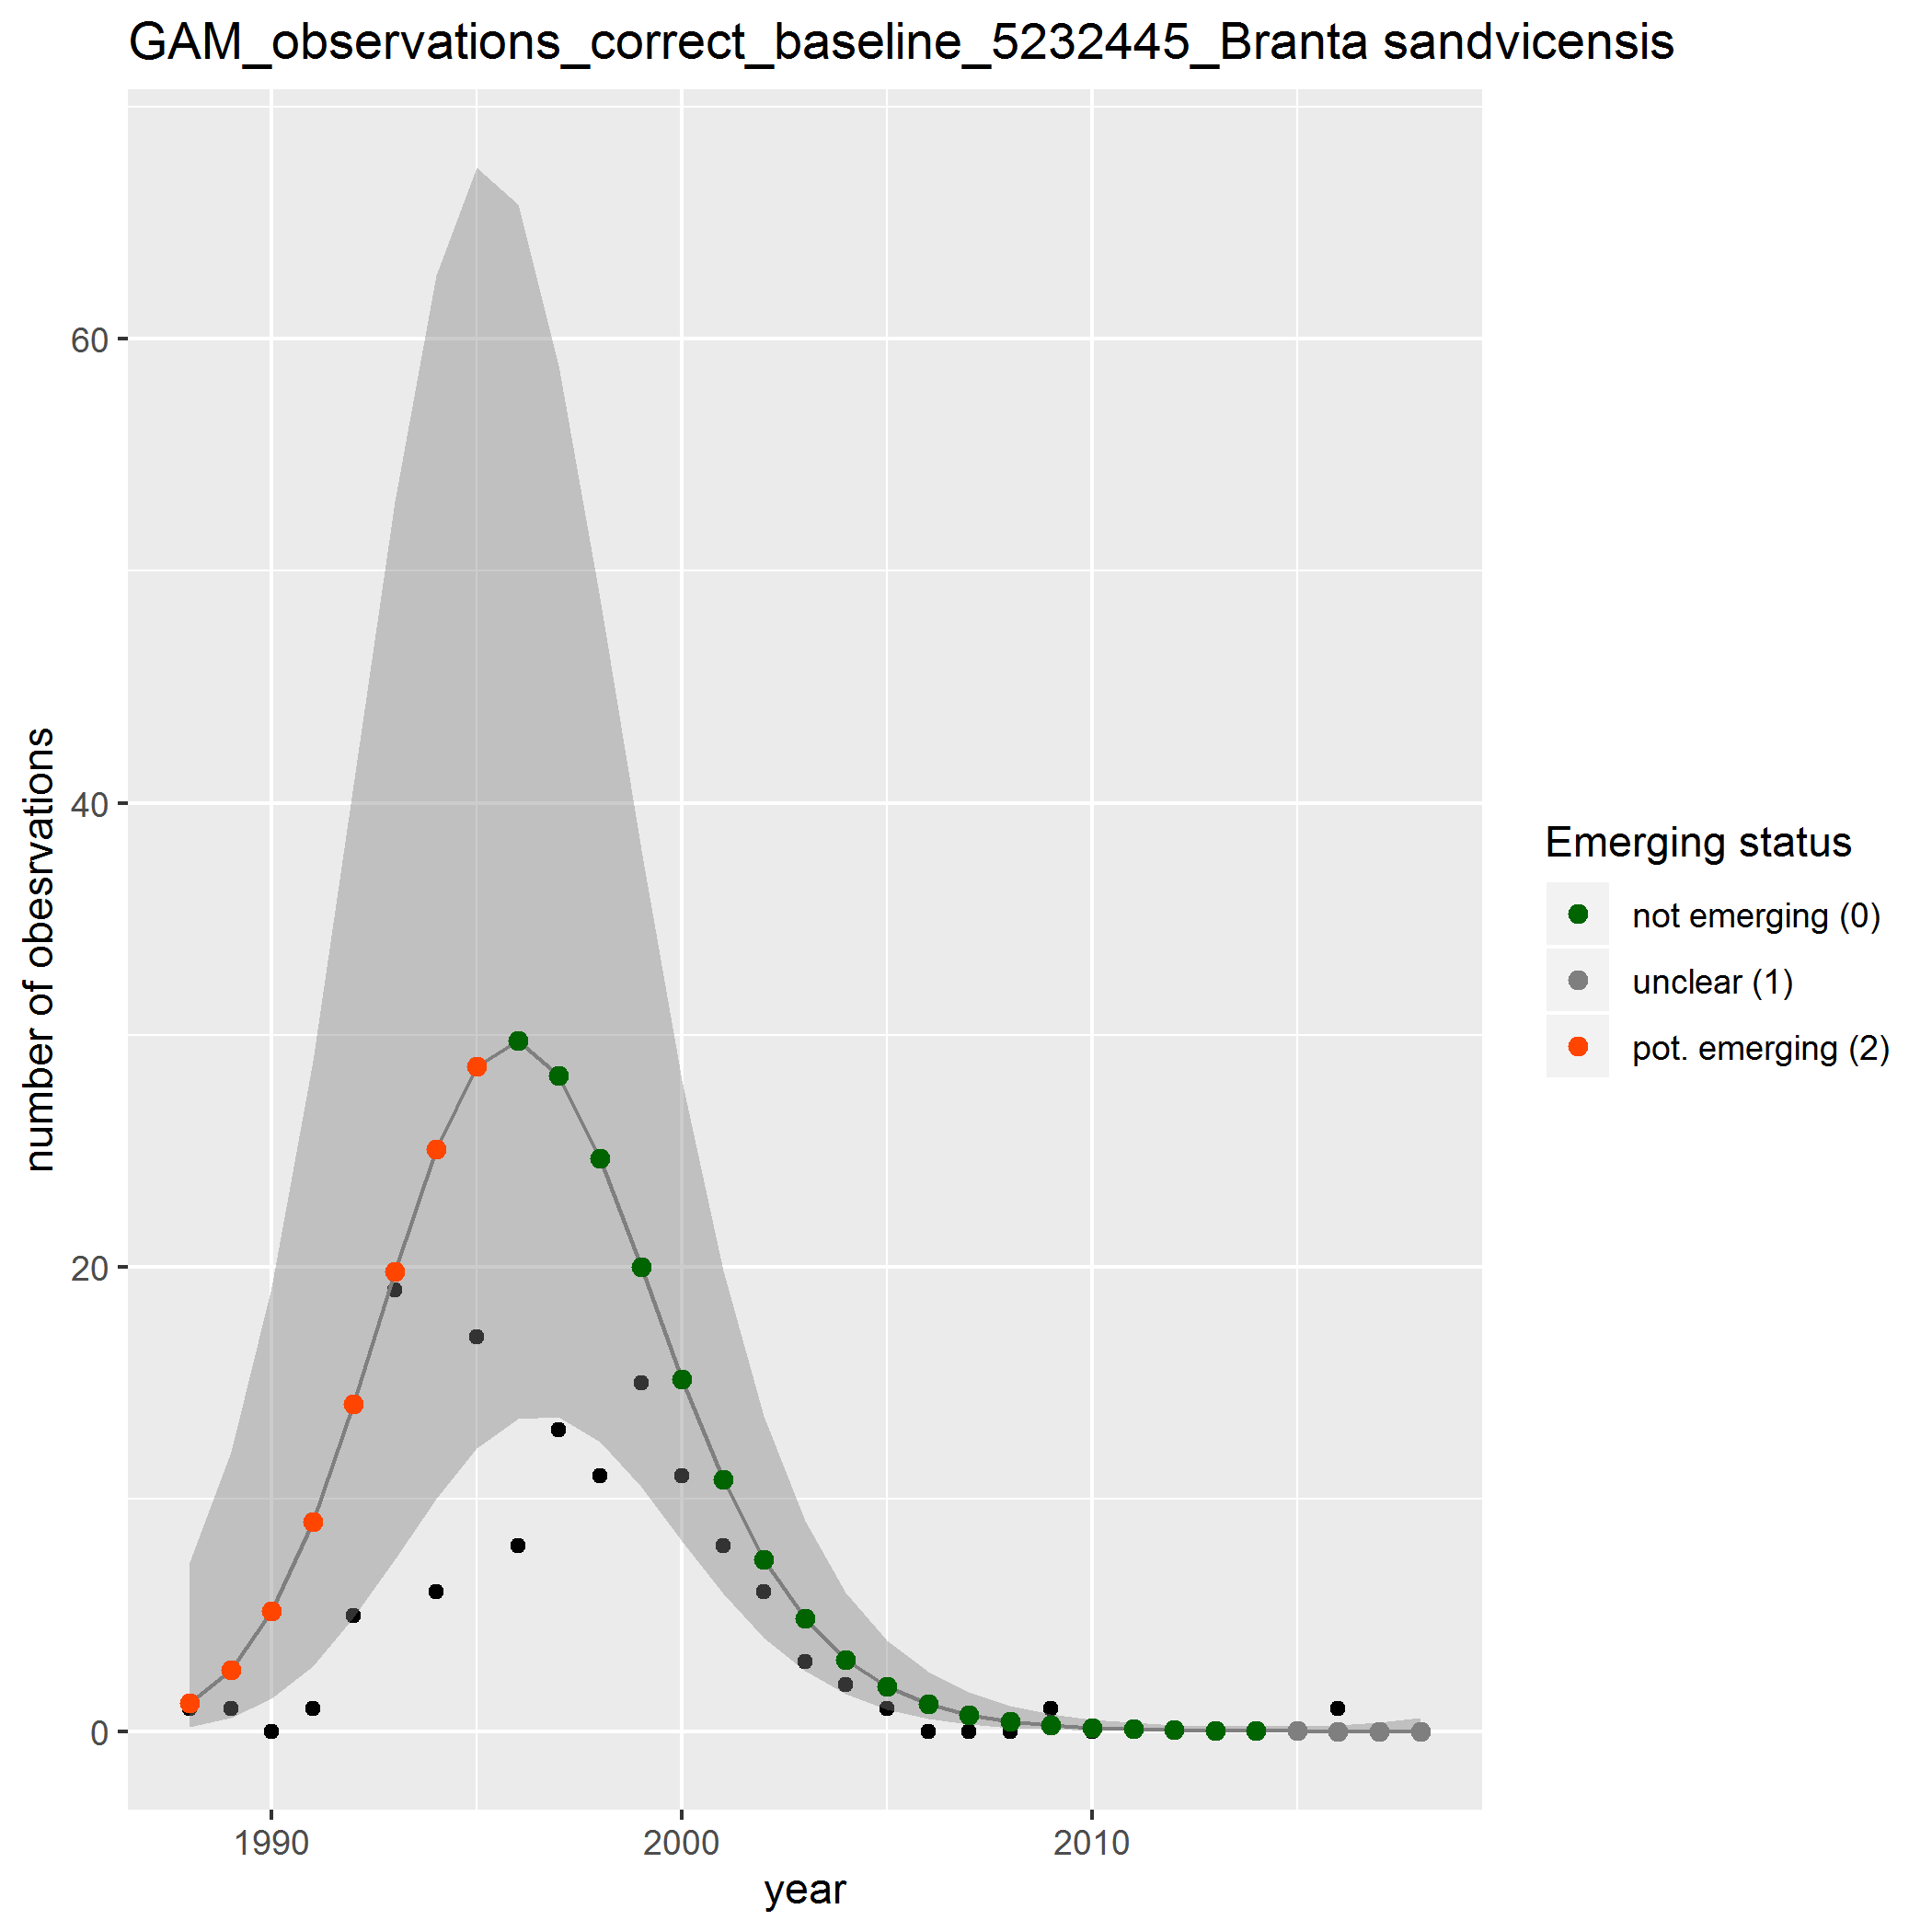 GAM_observations_correct_baseline_5232445_Branta sandvicensis
number of obesrvations
60
40
20
0
1990
2000
2010
year
Emerging status
not emerging (0)
unclear (1)
pot. emerging (2)